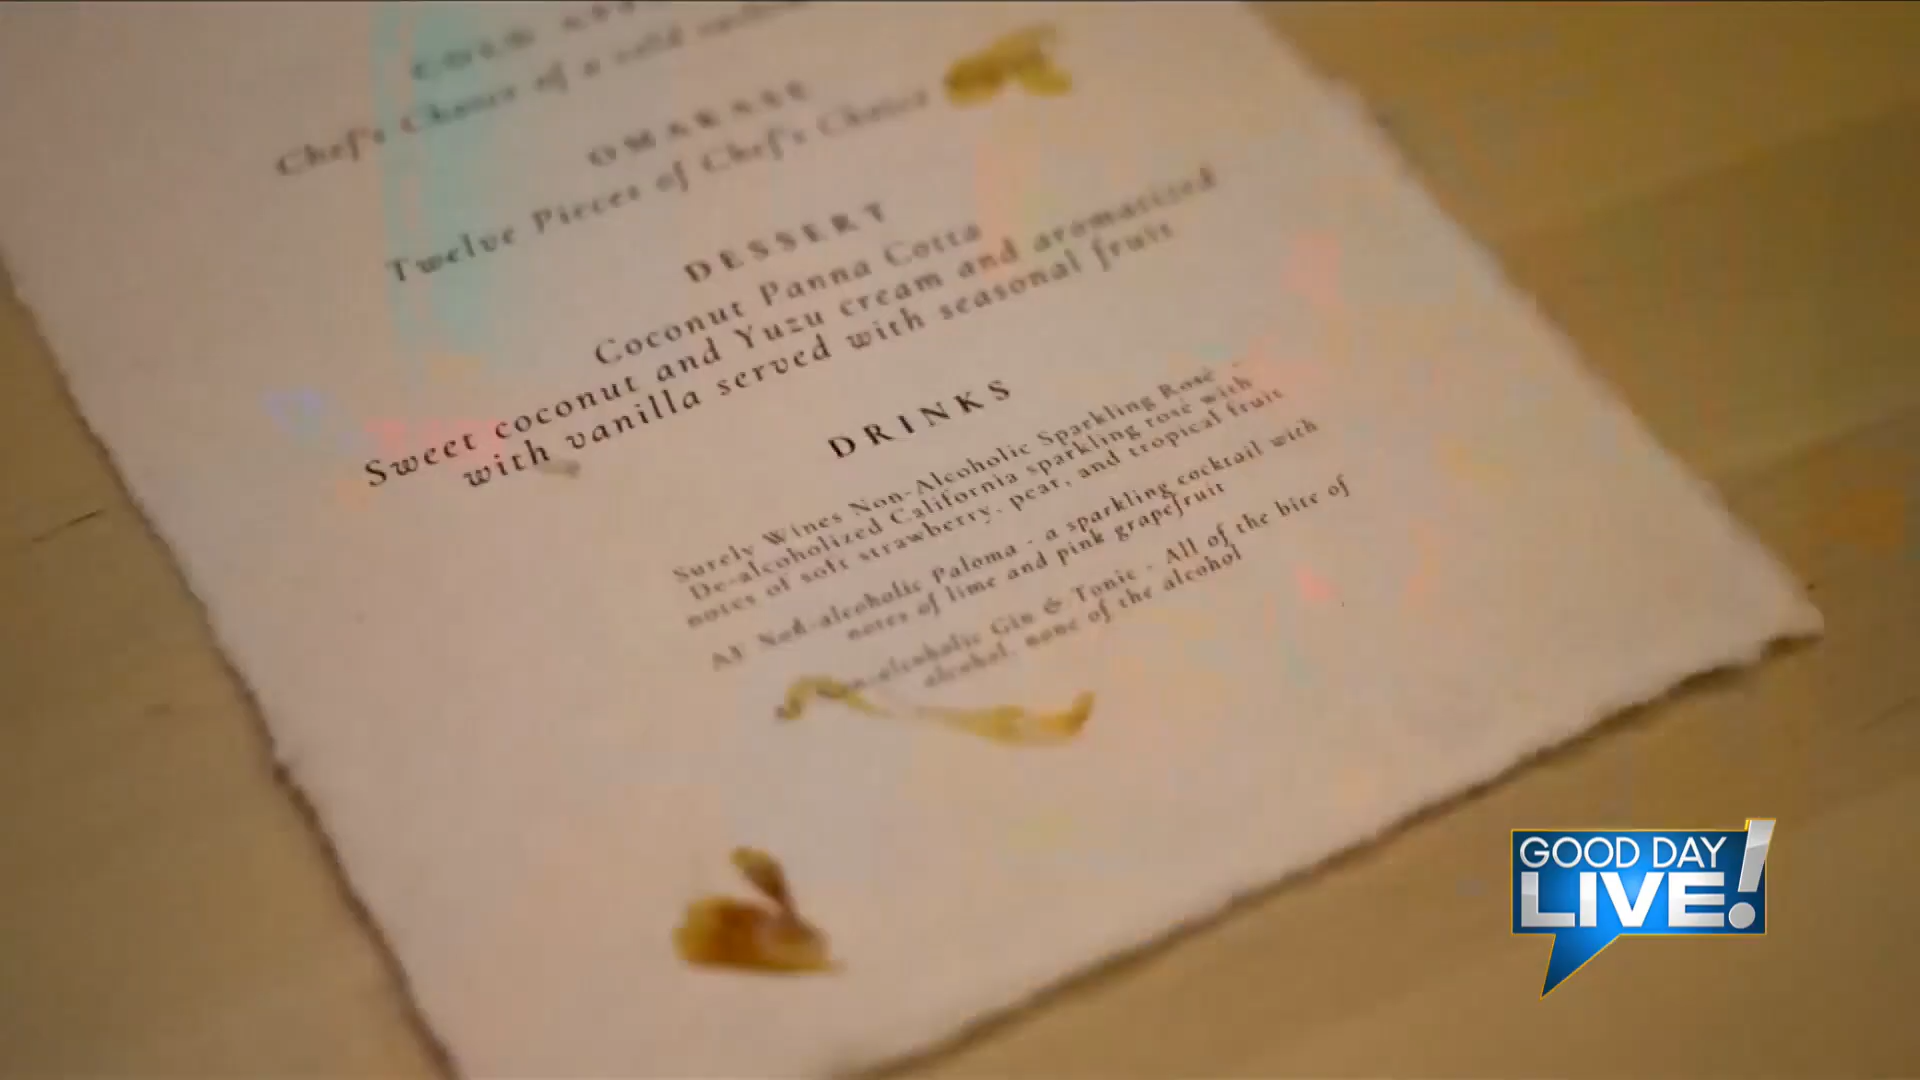 Chef's Choice of a
OMAKASE
Twelve Pieces of Chef's Choice
DESSERT
Coconut Panna Cotta
Sweet coconut and Yuzu cream and aromatised
with vanilla served with seasonal fruit
DRINKS
Surely Wines Non-Alcoholic Sparkling Rosé -
De-alcoholized California sparkling rosé with
notes of soft strawberry, pear, and tropical fruit
Non-alcoholic Paloma - a sparkling cocktail with
notes of lime and pink grapefruit
-alcoholic Gin & Tonic - All of the bite of
alcohol, none of the alcohol
GOOD DAY
LIVE!